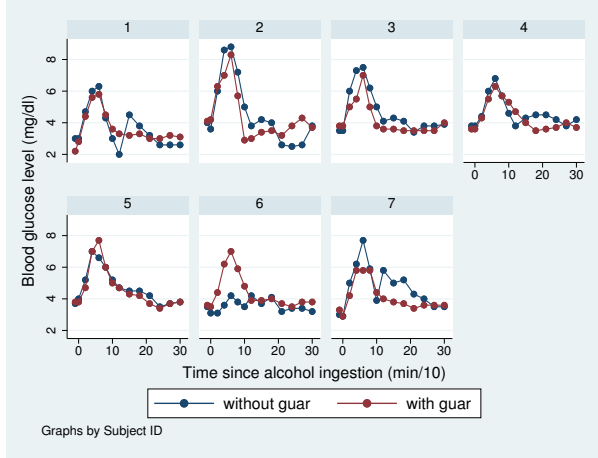 1 2 3 4
8
6
4
2
0 10 20 30
5 6 7
8
6
4
2
0 10 20 30 0 10 20 30 0 10 20 30
Blood glucose level (mg/dl)
Time since alcohol ingestion (min/10)
without guar with guar
Graphs by Subject ID